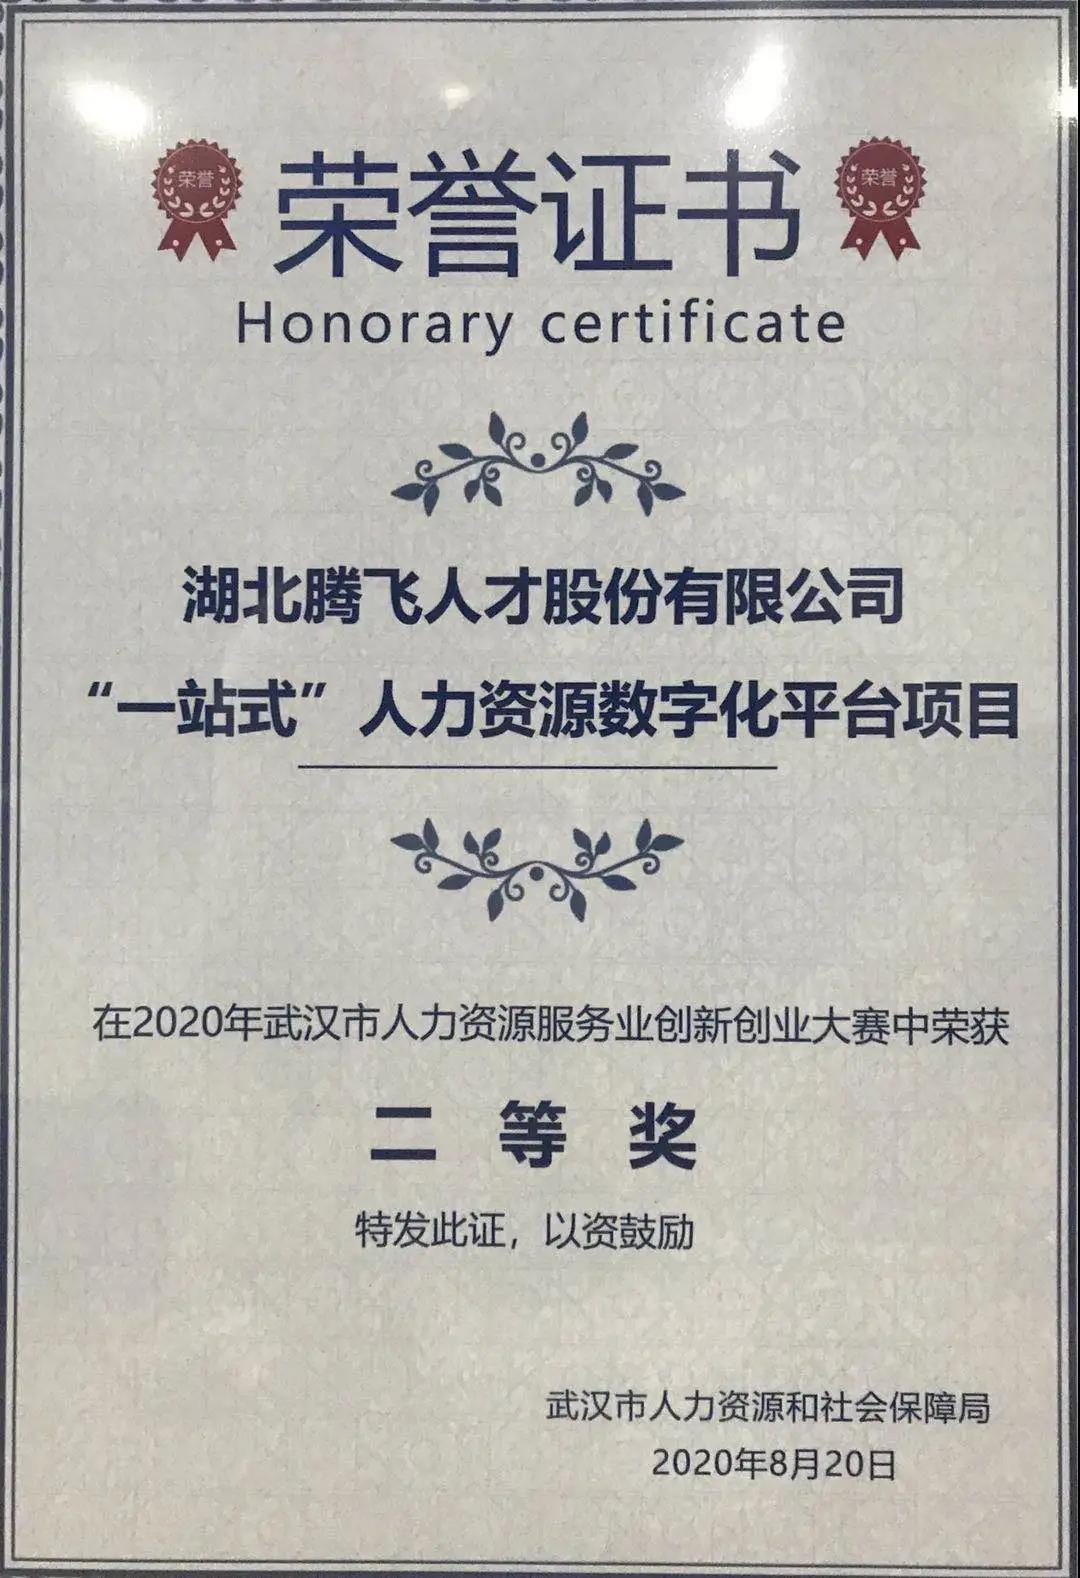 荣誉
荣誉证书
荣誉
Honorary certificate
湖北腾飞人才股份有限公司
“一站式”人力资源数字化平台项目
在2020年武汉市人力资源服务业创新创业大赛中荣获
二 等 奖
特发此证，以资鼓励
武汉市人力资源和社会保障局
2020年8月20日